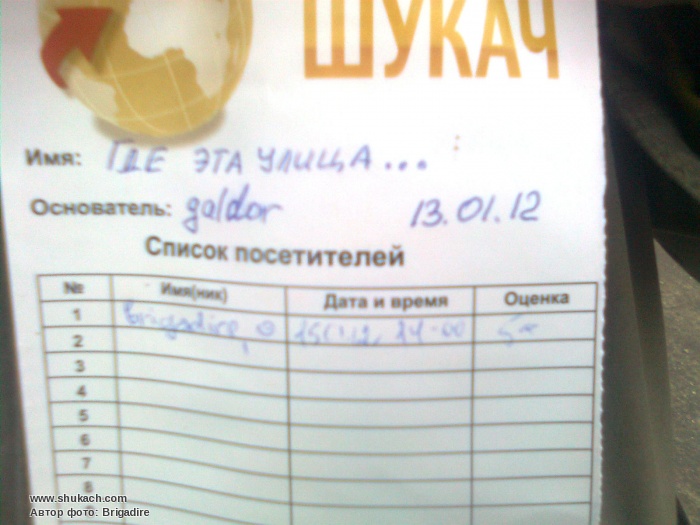 ШУКАЧ
Имя: ГДЕ ЭТА УЛИЦА...
Основатель: galdor 13.01.12
Список посетителей
№ Имя(ник) Дата и время Оценка
1 Brigadire,
2
3
4
5
6
7
8
www.shukach.com
Автор фото: Brigadire